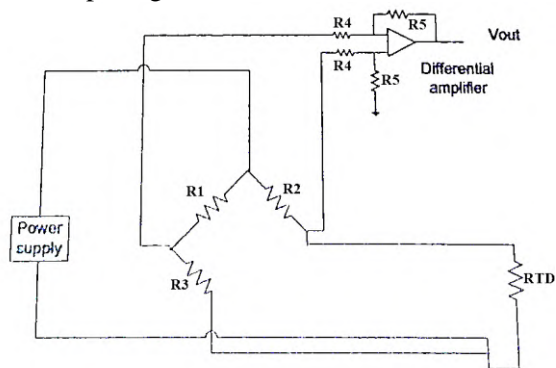 R4
R5
Vout
R4
R5
Differential
amplifier
R1
R2
Power
supply
R3
RTD